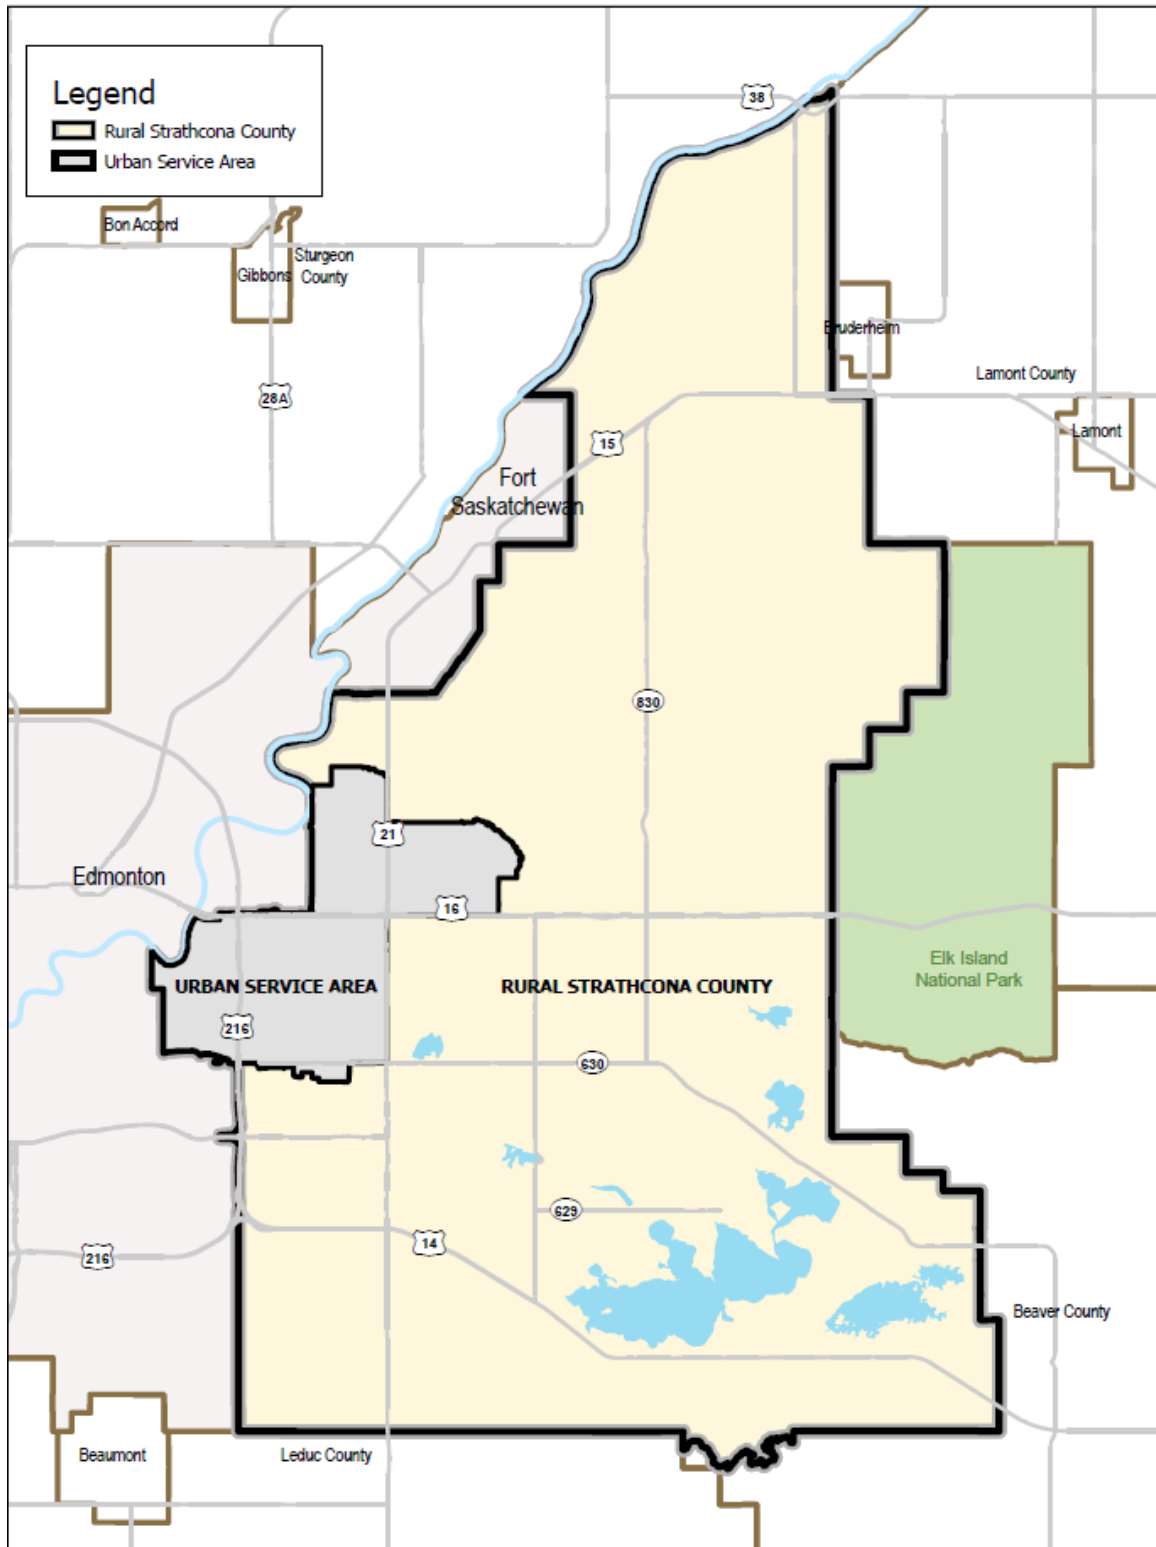 Legend
Rural Strathcona County
Urban Service Area
38
Bon Accord
Sturgeon
County
Gibbons
Bruderheim
Lamont County
28A
Lamont
15
Fort
Saskatchewan
830
21
Edmonton
16
Elk Island
National Park
URBAN SERVICE AREA
RURAL STRATHCONA COUNTY
216
630
629
14
216
Beaver County
Beaumont
Leduc County